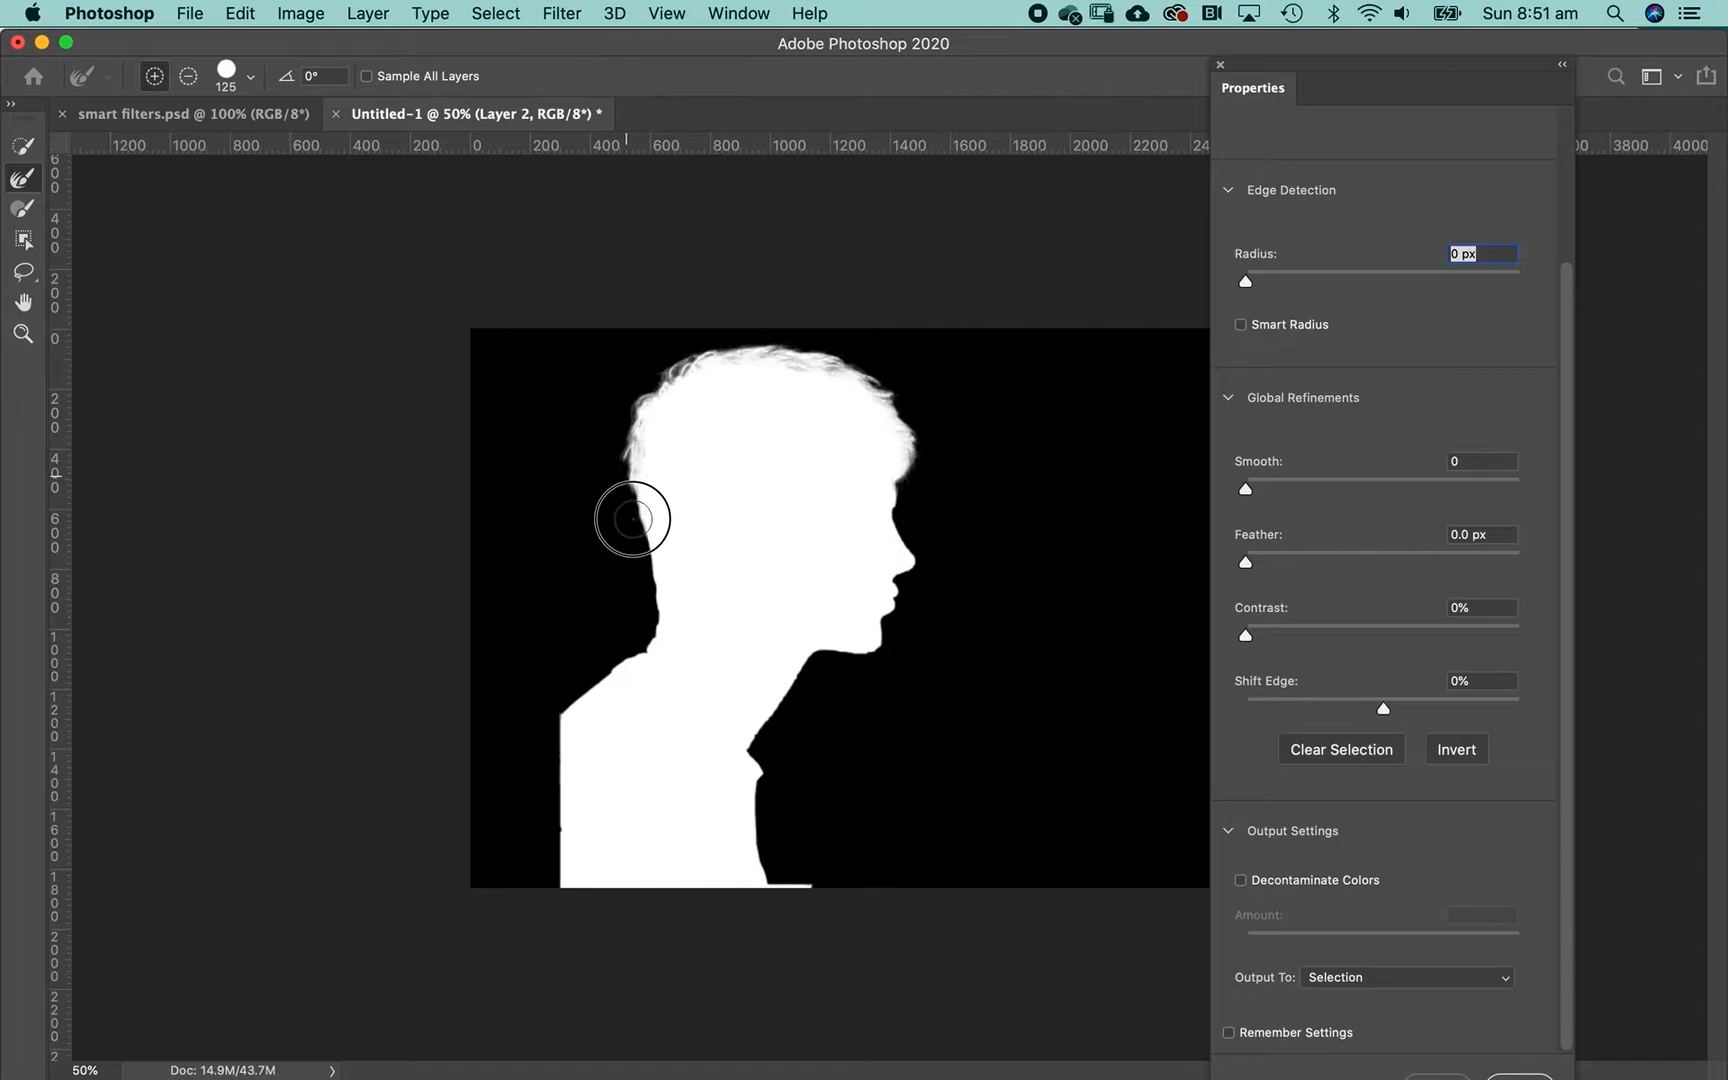 Photoshop File Edit Image Layer Type Select Filter 3D View Window Help Sun 8:51 am
Adobe Photoshop 2020
125 0° Sample All Layers
smart filters.psd @ 100% (RGB/8*) Untitled-1 @ 50% (Layer 2, RGB/8*) *
1200 1000 800 600 400 200 0 200 400 600 800 1000 1200 1400 1600 1800 2000 2200 3800 4000
Properties
Edge Detection
Radius: 0 px
Smart Radius
Global Refinements
Smooth: 0
Feather: 0.0 px
Contrast: 0%
Shift Edge: 0%
Clear Selection Invert
Output Settings
Decontaminate Colors
Amount:
Output To: Selection
Remember Settings
50% Doc: 14.9M/43.7M